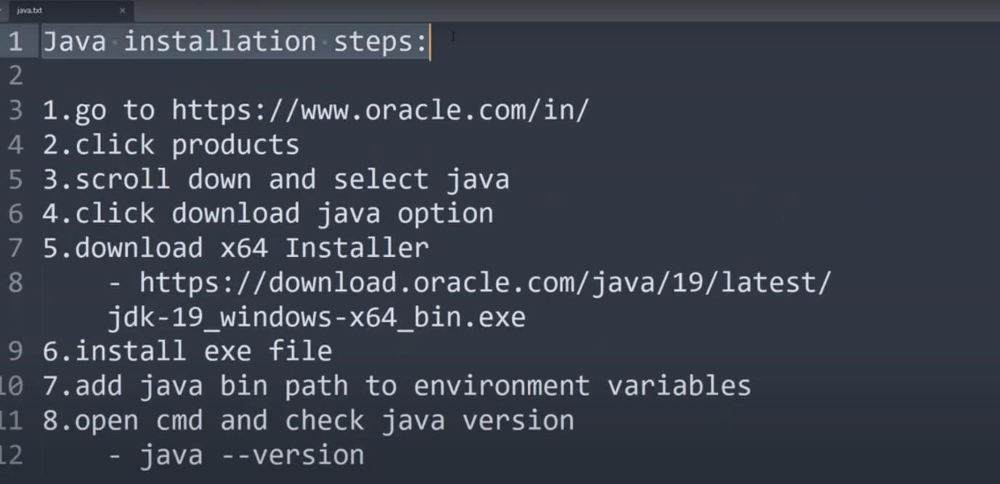 java.txt
1 Java installation steps:
2
3 1.go to https://www.oracle.com/in/
4 2.click products
5 3.scroll down and select java
6 4.click download java option
7 5.download x64 Installer
8 - https://download.oracle.com/java/19/latest/
jdk-19_windows-x64_bin.exe
9 6.install exe file
10 7.add java bin path to environment variables
11 8.open cmd and check java version
12 - java --version